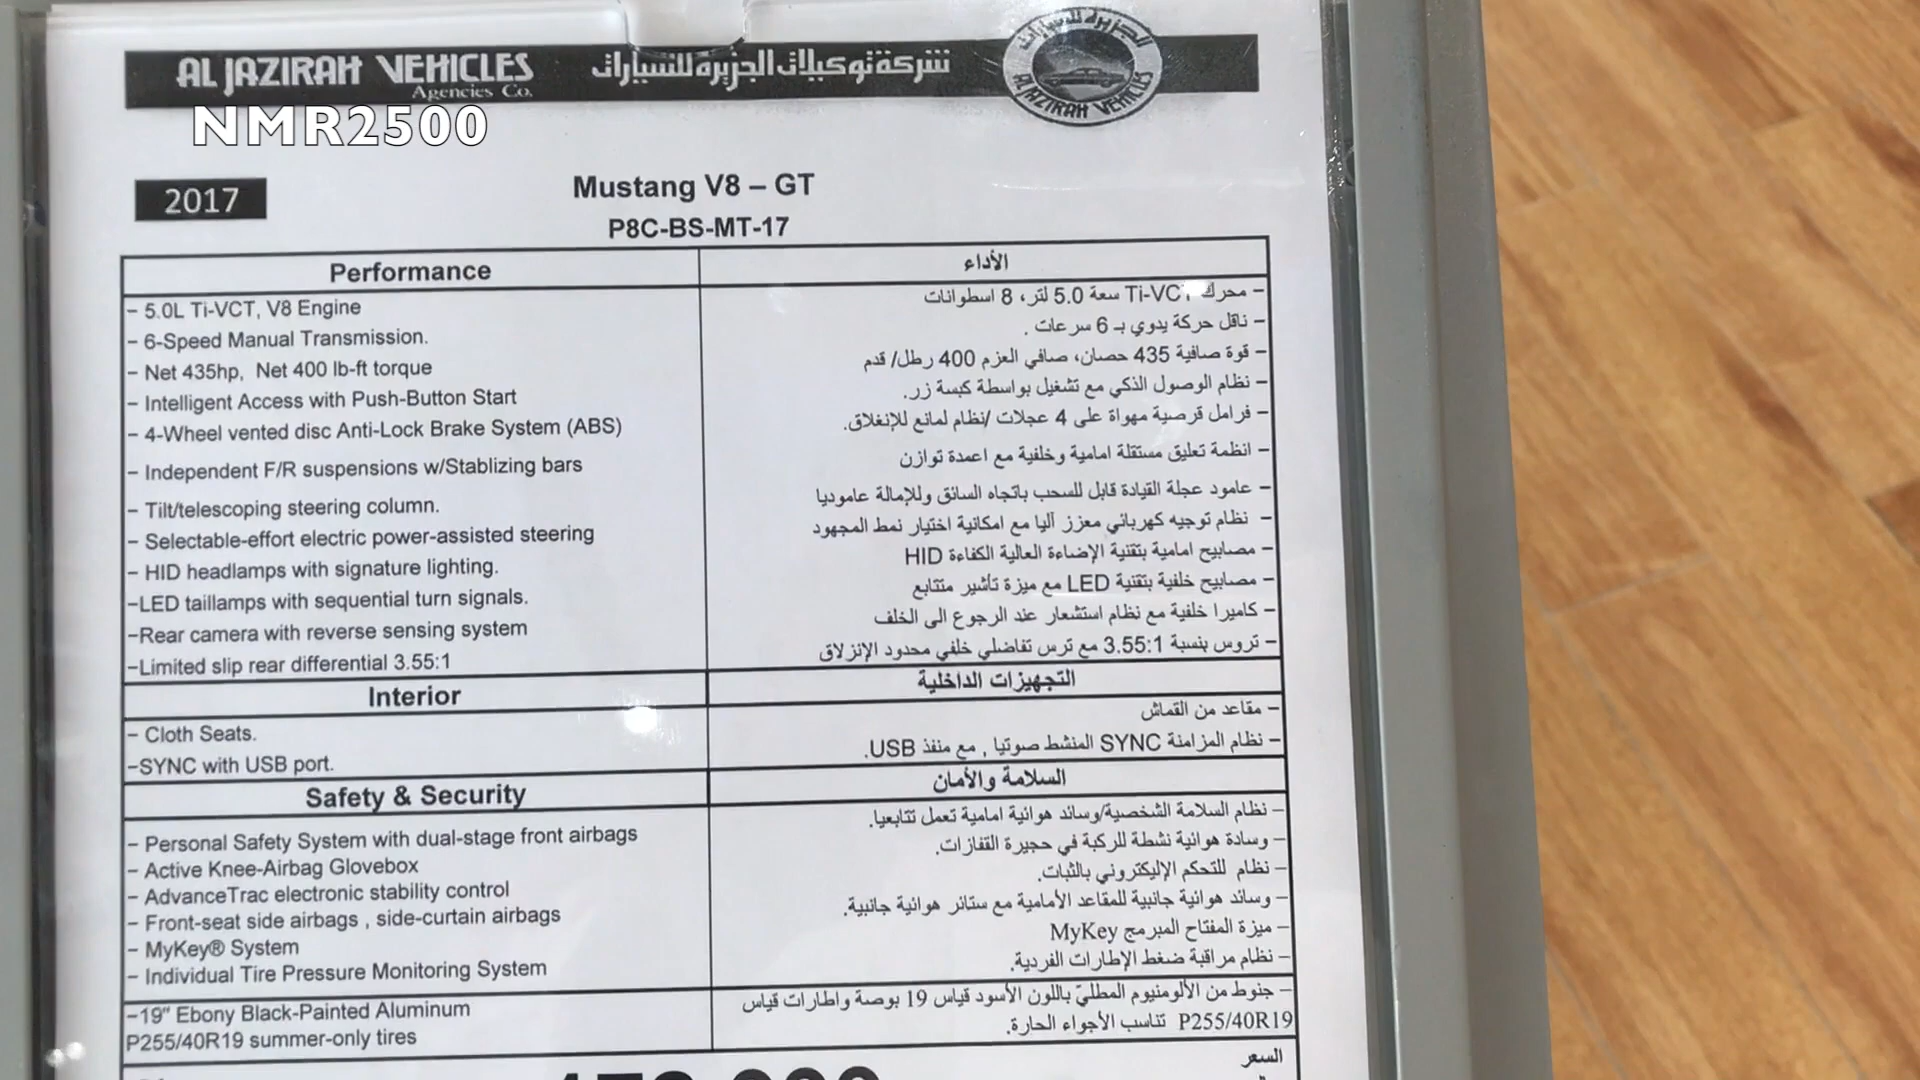 AL JAZIRAH VEHICLES
Agencies Co.
شركة توكيلات الجزيرة للسيارات
الجزيرة للسيارات
AL JAZIRAH VEHICLES
NMR2500
2017
Mustang V8 – GT
P8C-BS-MT-17
Performance
الأداء
- 5.0L Ti-VCT, V8 Engine
- محرك Ti-VCT سعة 5.0 لتر، 8 اسطوانات
- 6-Speed Manual Transmission.
- ناقل حركة يدوي بـ 6 سرعات .
- Net 435hp, Net 400 lb-ft torque
- قوة صافية 435 حصان، صافي العزم 400 رطل/ قدم
- Intelligent Access with Push-Button Start
- نظام الوصول الذكي مع تشغيل بواسطة كبسة زر.
- 4-Wheel vented disc Anti-Lock Brake System (ABS)
- فرامل قرصية مهواة على 4 عجلات /نظام لمانع للإنغلاق.
- Independent F/R suspensions w/Stablizing bars
- انظمة تعليق مستقلة امامية وخلفية مع اعمدة توازن
- Tilt/telescoping steering column.
- عامود عجلة القيادة قابل للسحب باتجاه السائق وللإمالة عاموديا
- Selectable-effort electric power-assisted steering
- نظام توجيه كهربائي معزز آليا مع امكانية اختيار نمط المجهود
- HID headlamps with signature lighting.
- مصابيح امامية بتقنية الإضاءة العالية الكفاءة HID
-LED taillamps with sequential turn signals.
- مصابيح خلفية بتقنية LED مع ميزة تأشير متتابع
-Rear camera with reverse sensing system
- كاميرا خلفية مع نظام استشعار عند الرجوع الى الخلف
-Limited slip rear differential 3.55:1
- تروس بنسبة 3.55:1 مع ترس تفاضلي خلفي محدود الإنزلاق
Interior
التجهيزات الداخلية
- Cloth Seats.
- مقاعد من القماش
-SYNC with USB port.
- نظام المزامنة SYNC المنشط صوتيا , مع منفذ USB.
Safety & Security
السلامة والأمان
- Personal Safety System with dual-stage front airbags
- نظام السلامة الشخصية/وسائد هوائية امامية تعمل تتابعيا.
- Active Knee-Airbag Glovebox
- وسادة هوائية نشطة للركبة في حجيرة القفازات.
- AdvanceTrac electronic stability control
- نظام للتحكم الإليكتروني بالثبات.
- Front-seat side airbags , side-curtain airbags
- وسائد هوائية جانبية للمقاعد الأمامية مع ستائر هوائية جانبية.
- MyKey® System
- ميزة المفتاح المبرمج MyKey
- Individual Tire Pressure Monitoring System
- نظام مراقبة ضغط الإطارات الفردية.
-19" Ebony Black-Painted Aluminum
P255/40R19 summer-only tires
- جنوط من الألومنيوم المطليّ باللون الأسود قياس 19 بوصة واطارات قياس
P255/40R19 تناسب الأجواء الحارة.
السعر